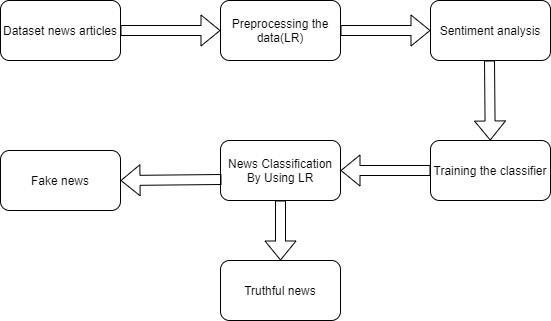 Dataset news articles
Preprocessing the
data(LR)
Sentiment analysis
Training the classifier
News Classification
By Using LR
Fake news
Truthful news